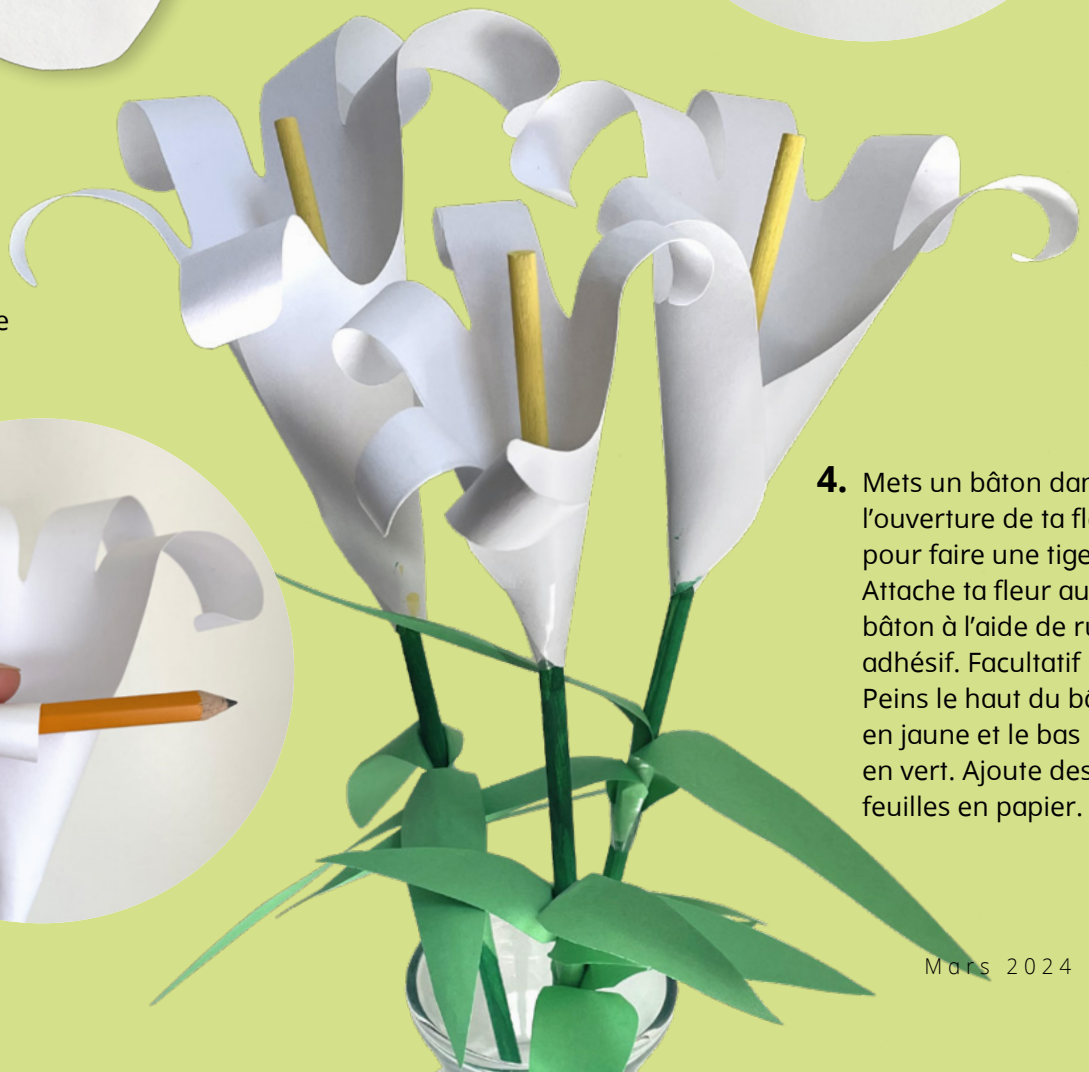 e
4. Mets un bâton dan
l'ouverture de ta fle
pour faire une tige
Attache ta fleur au
bâton à l'aide de ru
adhésif. Facultatif
Peins le haut du bâ
en jaune et le bas
en vert. Ajoute des
feuilles en papier.
Mars 2024